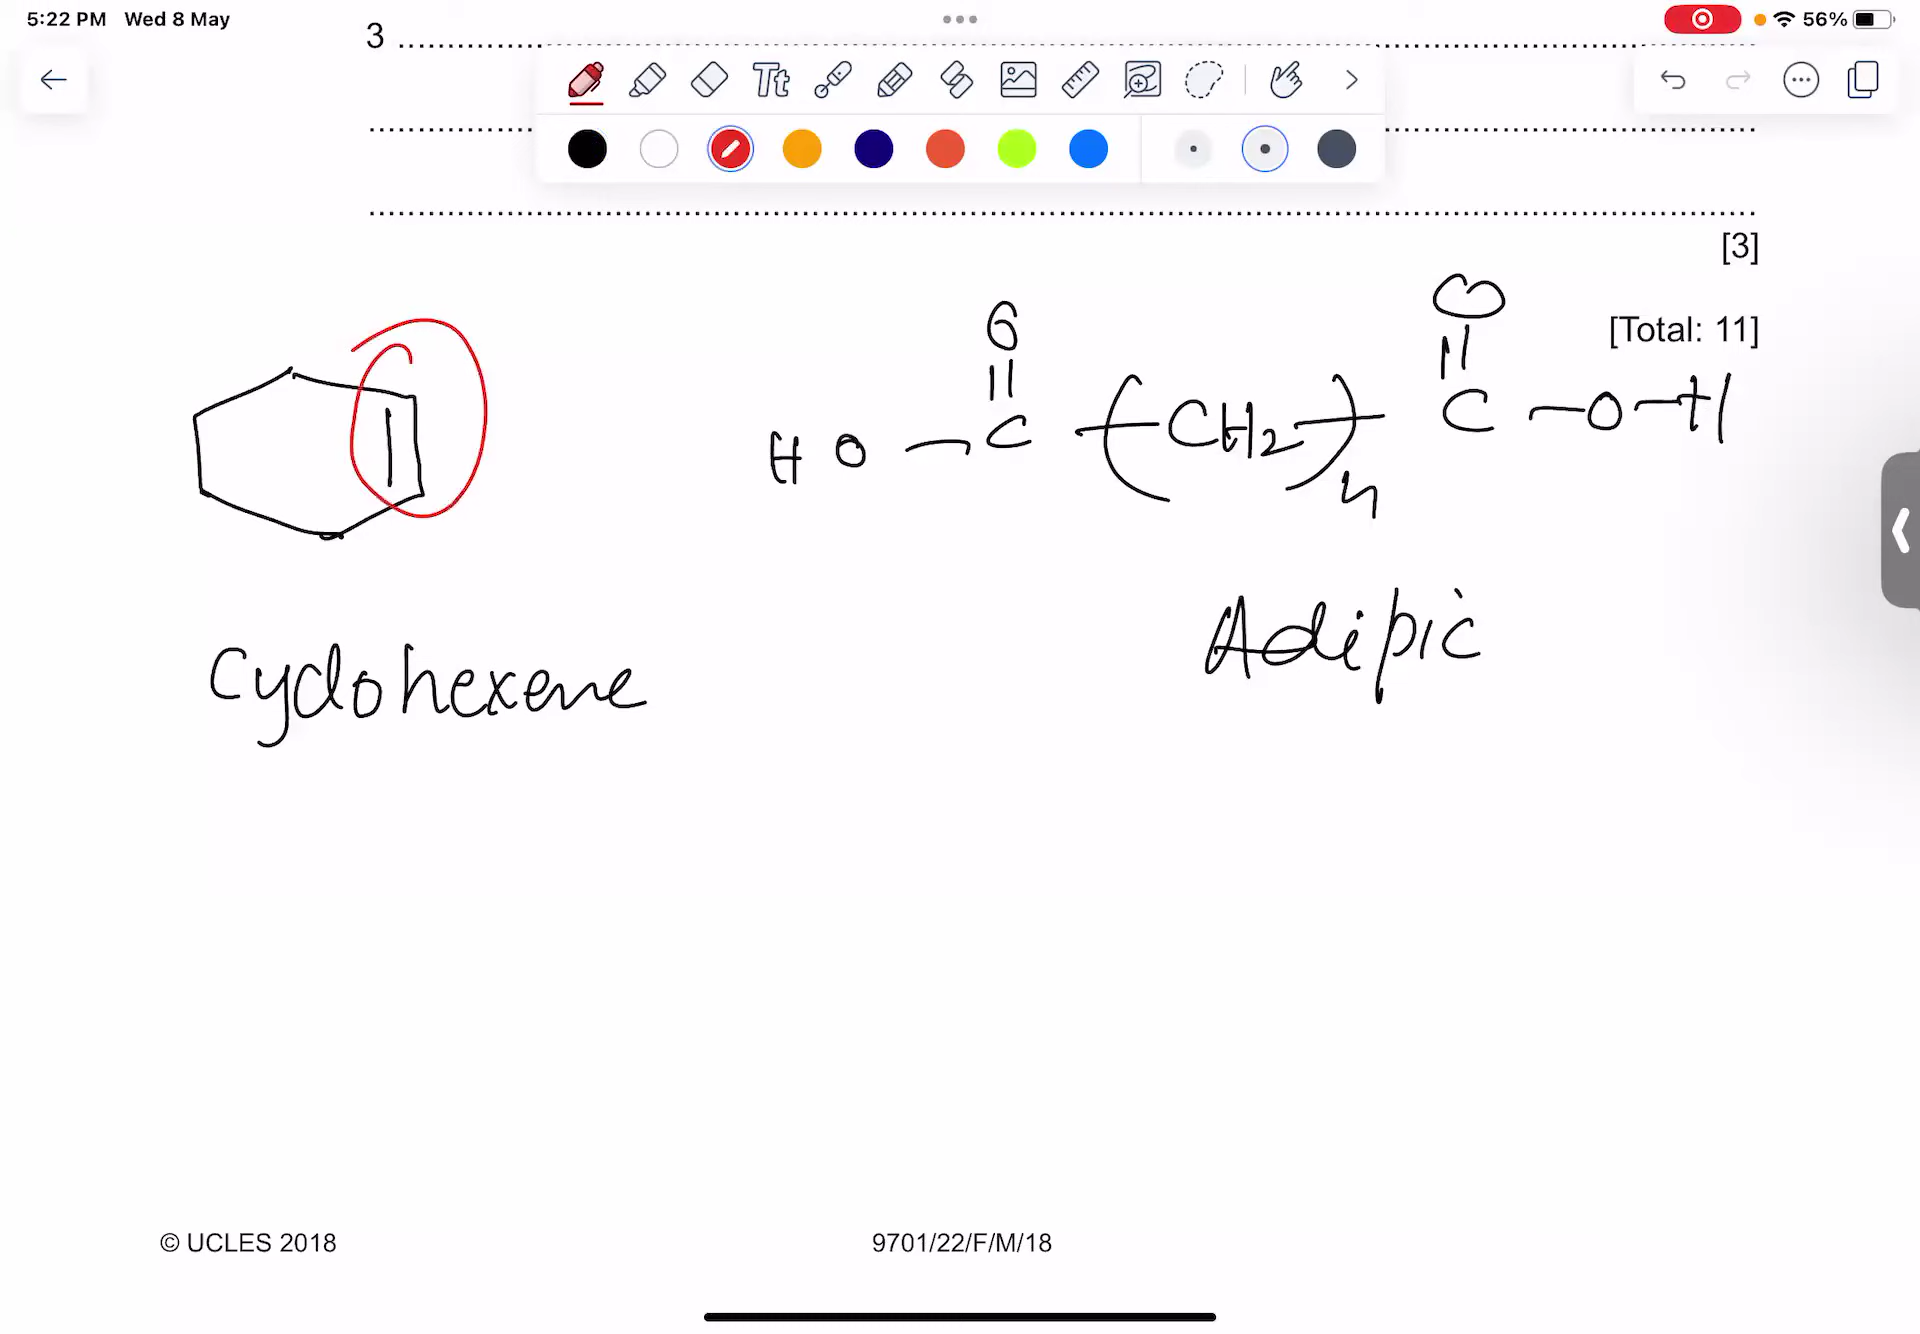 5:22 PM Wed 8 May
56%
3
Tt
[3]
[Total: 11]
O O
|| ||
HO — C —(CH2)n— C — O — H
Cyclohexene
Adipic
© UCLES 2018
9701/22/F/M/18